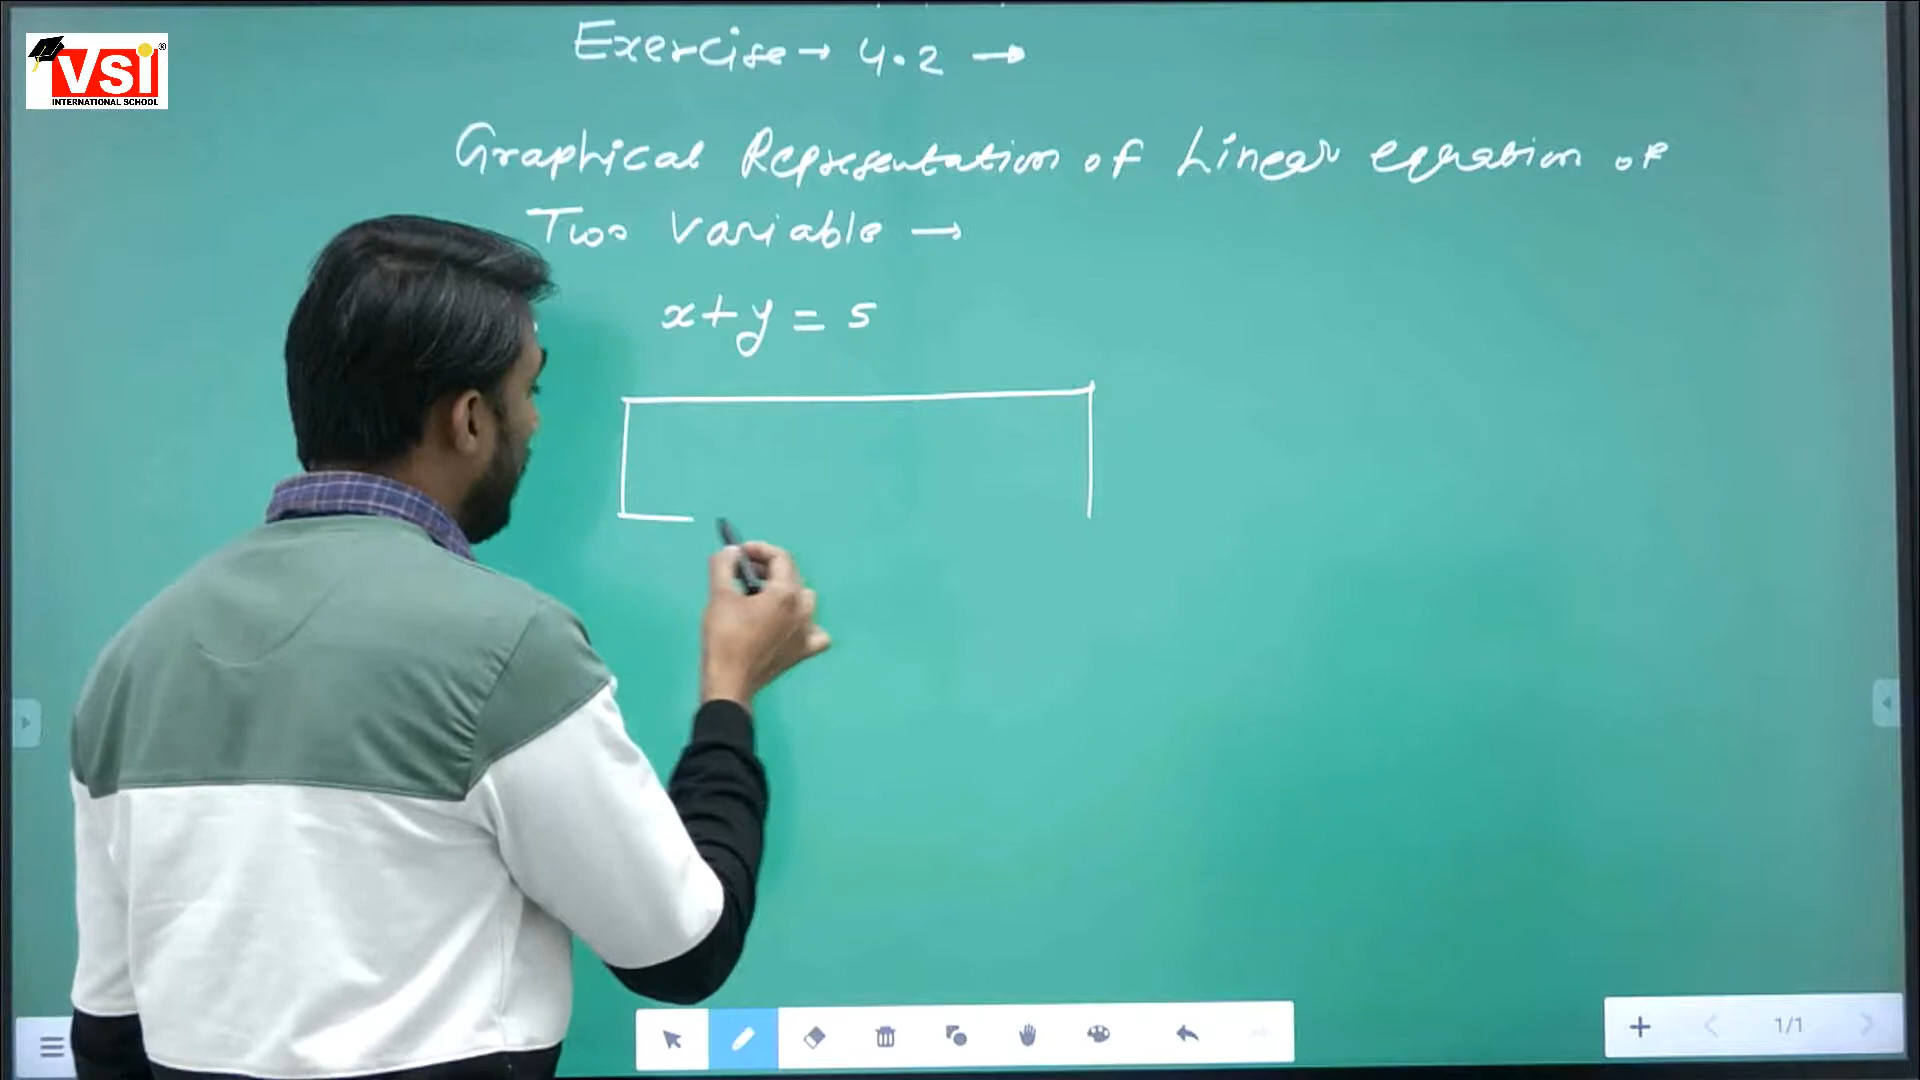 VSI
INTERNATIONAL SCHOOL
Exercise → 4.2 →
Graphical Representation of Linear equation of
Two Variable →
x+y = 5
1/1